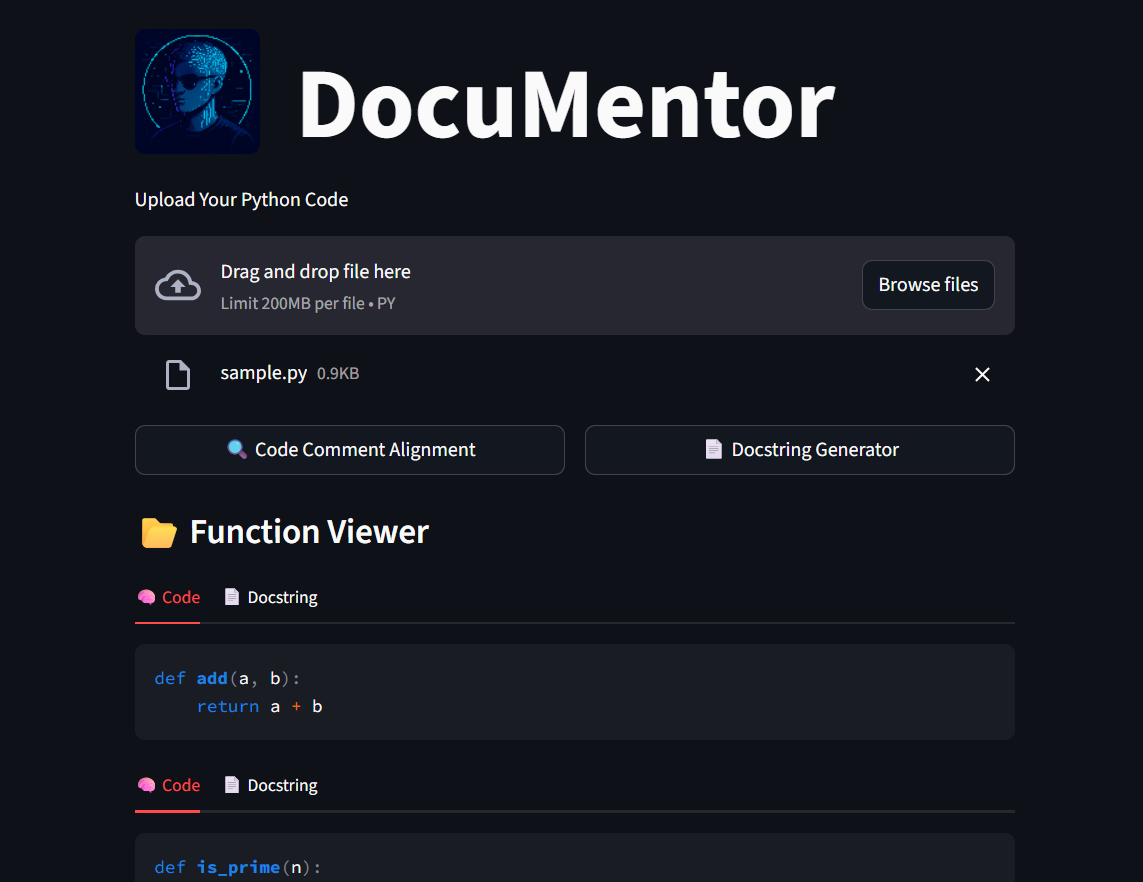 DocuMentor
Upload Your Python Code
Drag and drop file here
Limit 200MB per file • PY
Browse files
sample.py 0.9KB
🔍 Code Comment Alignment
📄 Docstring Generator
📂 Function Viewer
🧠 Code 📄 Docstring
def add(a, b):
    return a + b
🧠 Code 📄 Docstring
def is_prime(n):